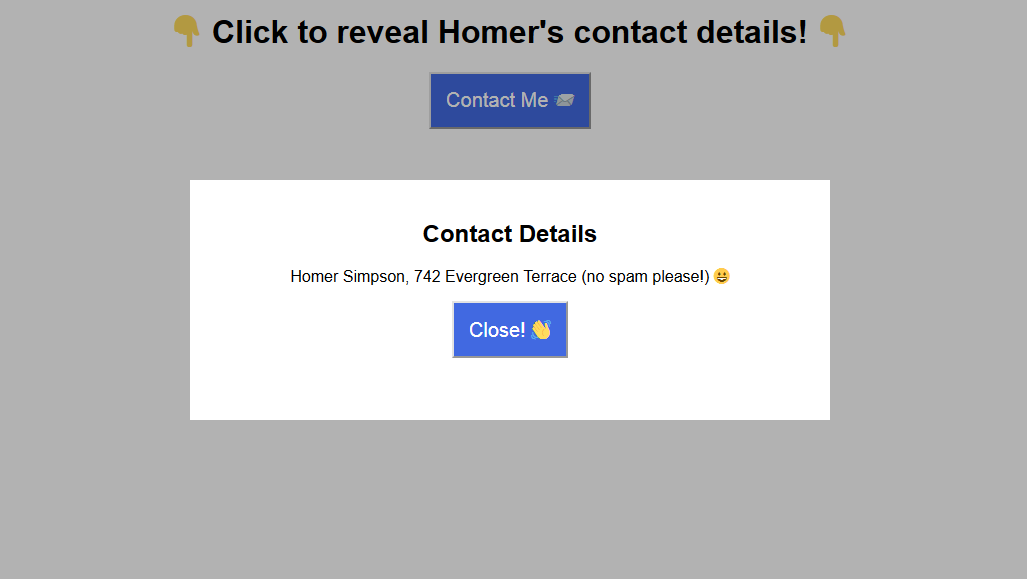 👇 Click to reveal Homer's contact details! 👇
Contact Me 📨
Contact Details
Homer Simpson, 742 Evergreen Terrace (no spam please!) 😀
Close! 👋